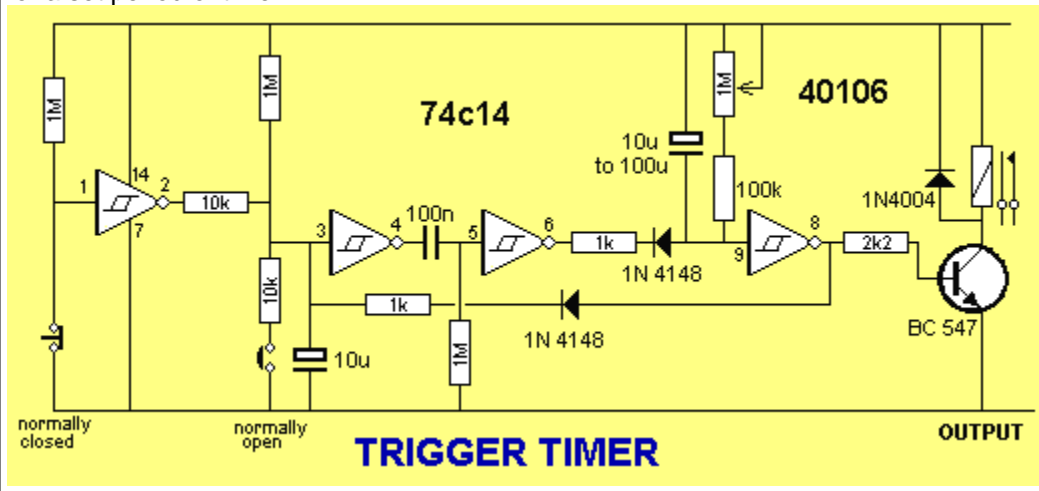 1M
1
14
2
7
10k
1M
74c14
3
4
100n
5
6
1k
1N 4148
10u
to 100u
1M
100k
40106
9
8
2k2
1N4004
BC 547
10k
1k
1N 4148
10u
1M
normally
closed
normally
open
TRIGGER TIMER
OUTPUT